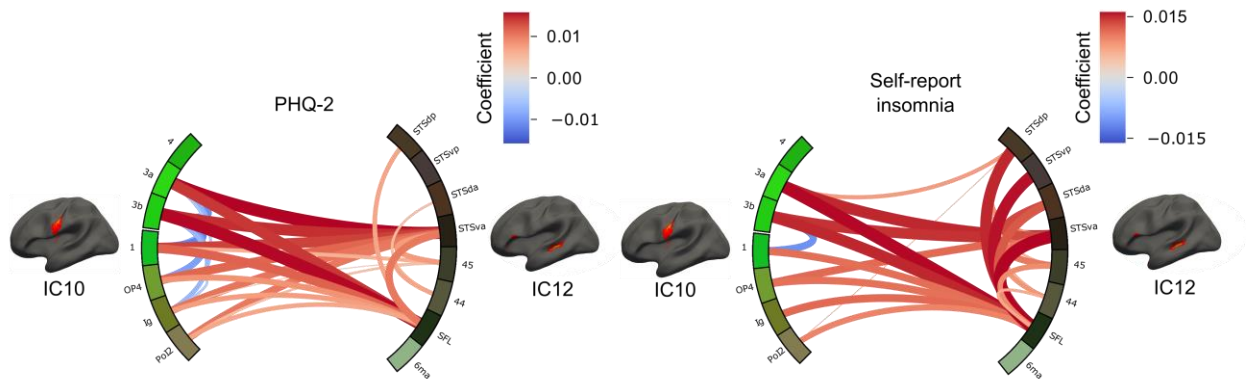 PHQ-2
Coefficient
0.01
0.00
−0.01
4
3a
3b
1
OP4
Ig
PoI2
STSdp
STSvp
STSda
STSva
45
44
SFL
6ma
IC10
IC12
Self-report
insomnia
Coefficient
0.015
0.00
−0.015
4
3a
3b
1
OP4
Ig
PoI2
STSdp
STSvp
STSda
STSva
45
44
SFL
6ma
IC10
IC12